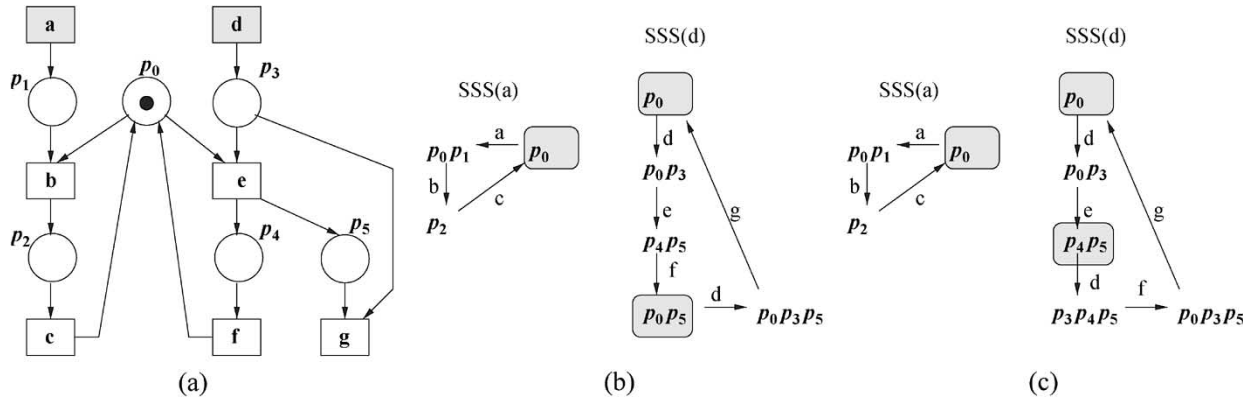 a
d
p₁
p₀
p₃
b
e
p₂
p₄
p₅
c
f
g
(a)
SSS(a)
a
p₀p₁
p₀
b
c
p₂
SSS(d)
p₀
d
p₀p₃
e
g
p₄p₅
f
p₀p₅
d
p₀p₃p₅
(b)
SSS(a)
a
p₀p₁
p₀
b
c
p₂
SSS(d)
p₀
d
p₀p₃
e
g
p₄p₅
d
f
p₃p₄p₅
p₀p₃p₅
(c)